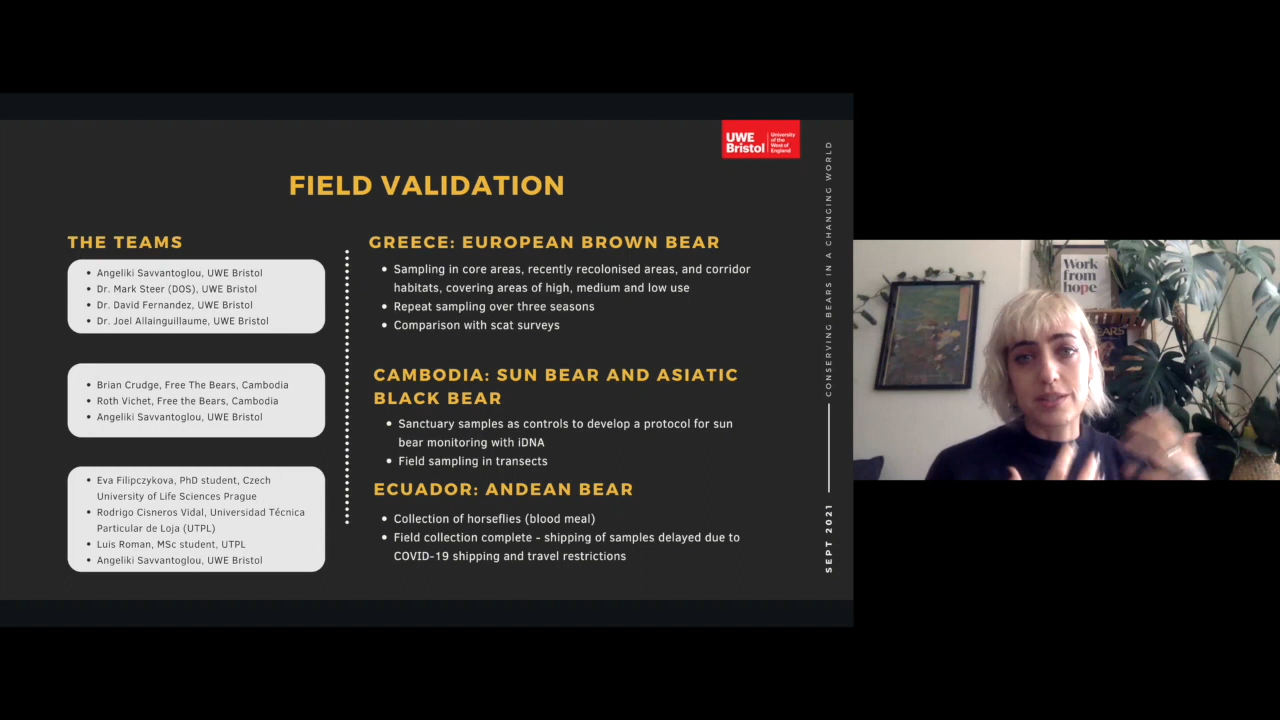 UWE
Bristol
University
of the
West of
England
FIELD VALIDATION
THE TEAMS
Angeliki Savvantoglou, UWE Bristol
Dr. Mark Steer (DOS), UWE Bristol
Dr. David Fernandez, UWE Bristol
Dr. Joel Allainguillaume, UWE Bristol
Brian Crudge, Free The Bears, Cambodia
Roth Vichet, Free the Bears, Cambodia
Angeliki Savvantoglou, UWE Bristol
Eva Filipczykova, PhD student, Czech
University of Life Sciences Prague
Rodrigo Cisneros Vidal, Universidad Técnica
Particular de Loja (UTPL)
Luis Roman, MSc student, UTPL
Angeliki Savvantoglou, UWE Bristol
GREECE: EUROPEAN BROWN BEAR
Sampling in core areas, recently recolonised areas, and corridor
habitats, covering areas of high, medium and low use
Repeat sampling over three seasons
Comparison with scat surveys
CAMBODIA: SUN BEAR AND ASIATIC
BLACK BEAR
Sanctuary samples as controls to develop a protocol for sun
bear monitoring with iDNA
Field sampling in transects
ECUADOR: ANDEAN BEAR
Collection of horseflies (blood meal)
Field collection complete - shipping of samples delayed due to
COVID-19 shipping and travel restrictions
CONSERVING BEARS IN A CHANGING WORLD
SEPT 2021
Work
from
hope